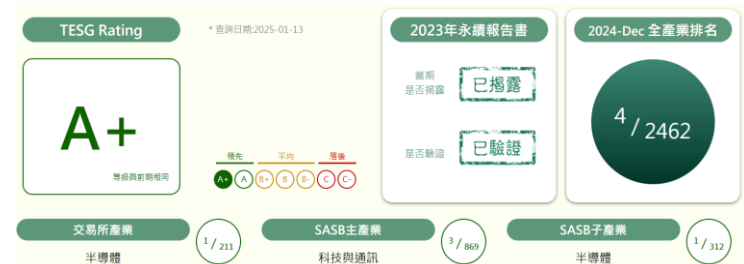 TESG Rating
* 查詢日期:2025-01-13
A+
等級與前期相同
領先 平均 落後
A+ A B+ B B- C C-
2023年永續報告書
當期
是否揭露
已揭露
是否驗證
已驗證
2024-Dec 全產業排名
4 / 2462
交易所產業
半導體
1 / 211
SASB主產業
科技與通訊
3 / 869
SASB子產業
半導體
1 / 312